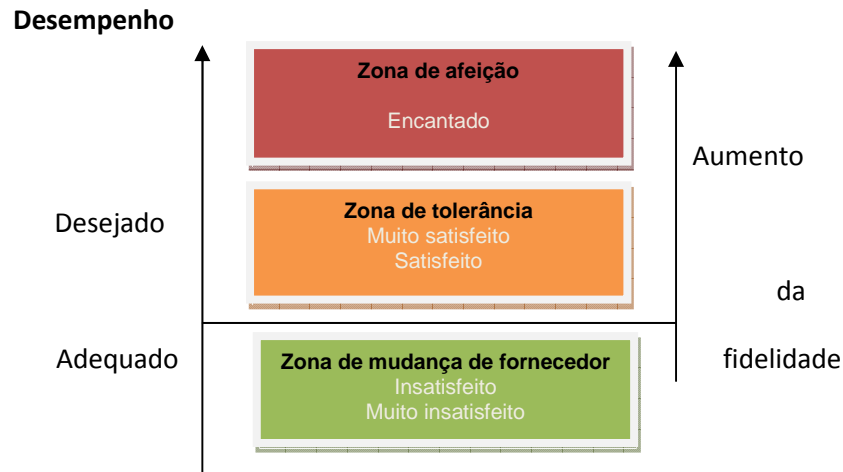 Desempenho
Zona de afeição
Encantado
Aumento
Desejado
Zona de tolerância
Muito satisfeito
Satisfeito
da
Adequado
Zona de mudança de fornecedor
Insatisfeito
Muito insatisfeito
fidelidade